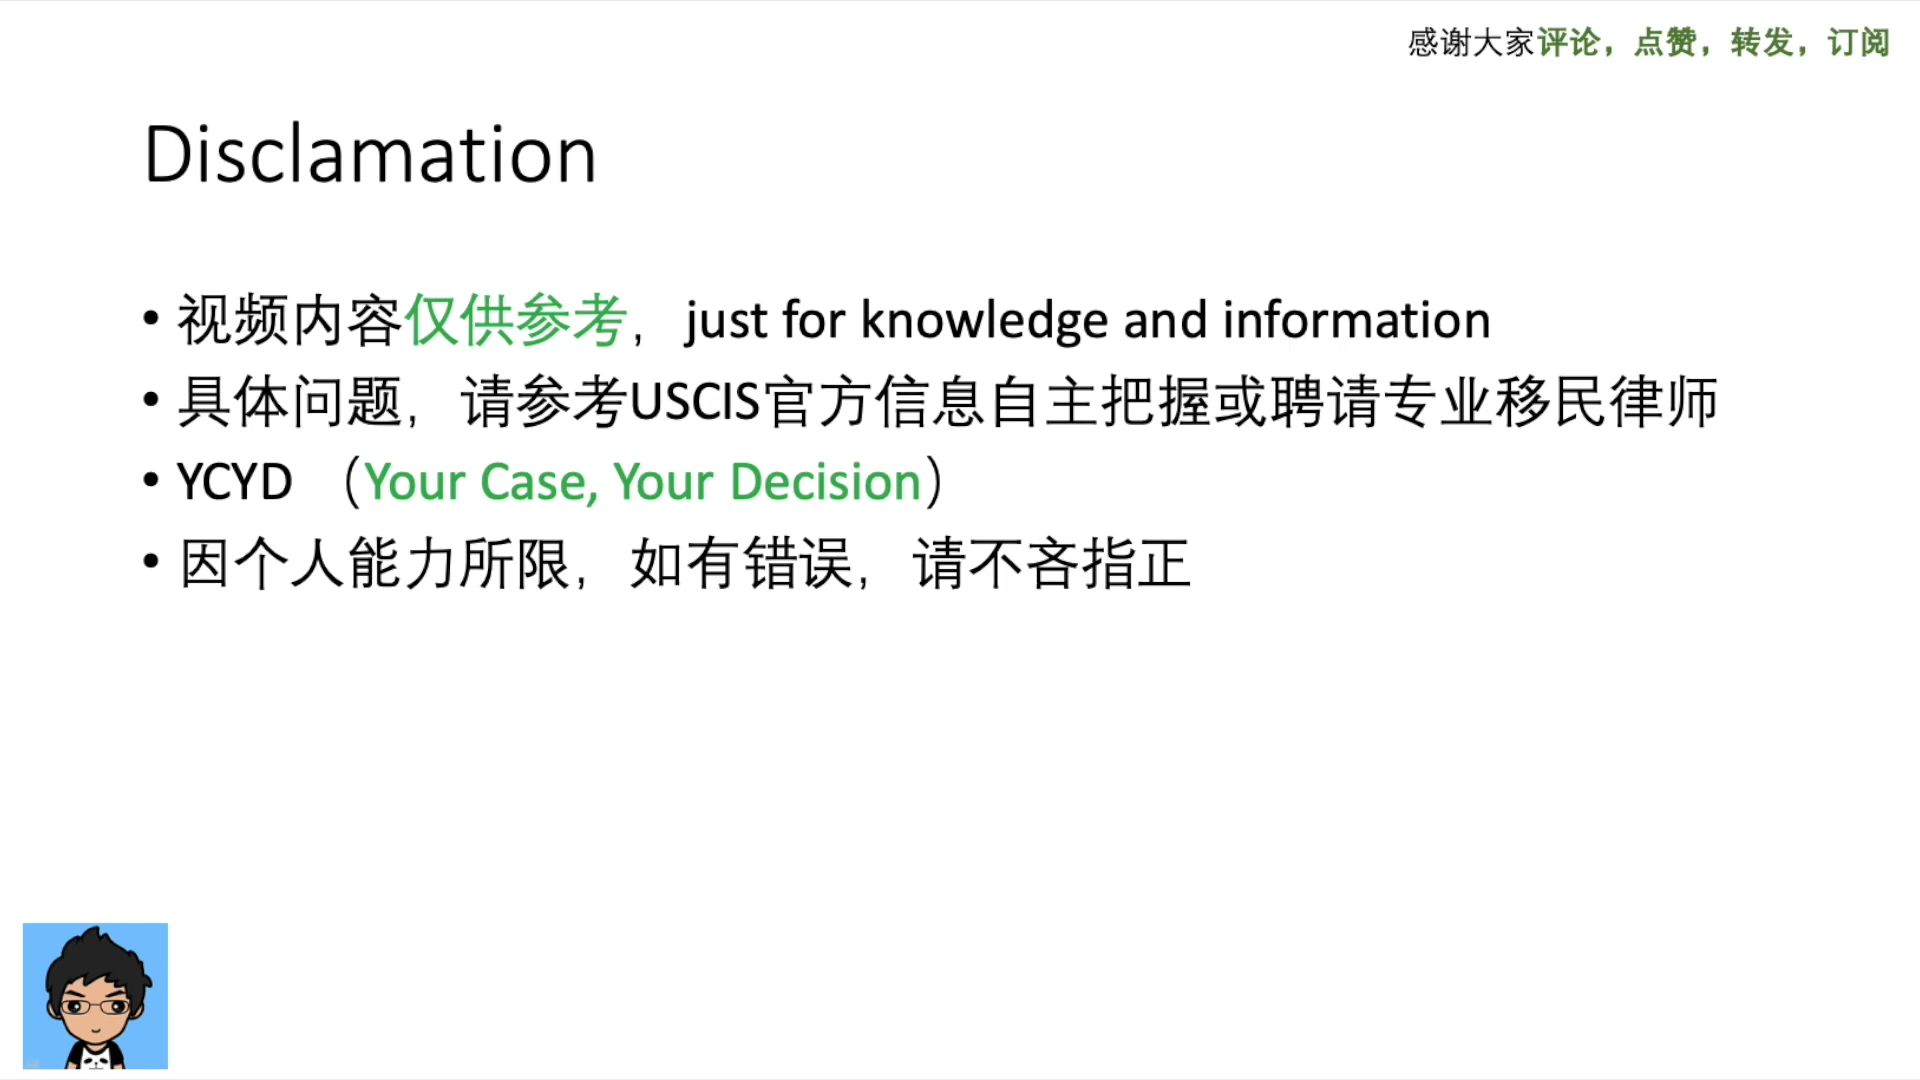 感谢大家评论，点赞，转发，订阅
Disclamation
• 视频内容仅供参考，just for knowledge and information
• 具体问题，请参考USCIS官方信息自主把握或聘请专业移民律师
• YCYD （Your Case, Your Decision）
• 因个人能力所限，如有错误，请不吝指正